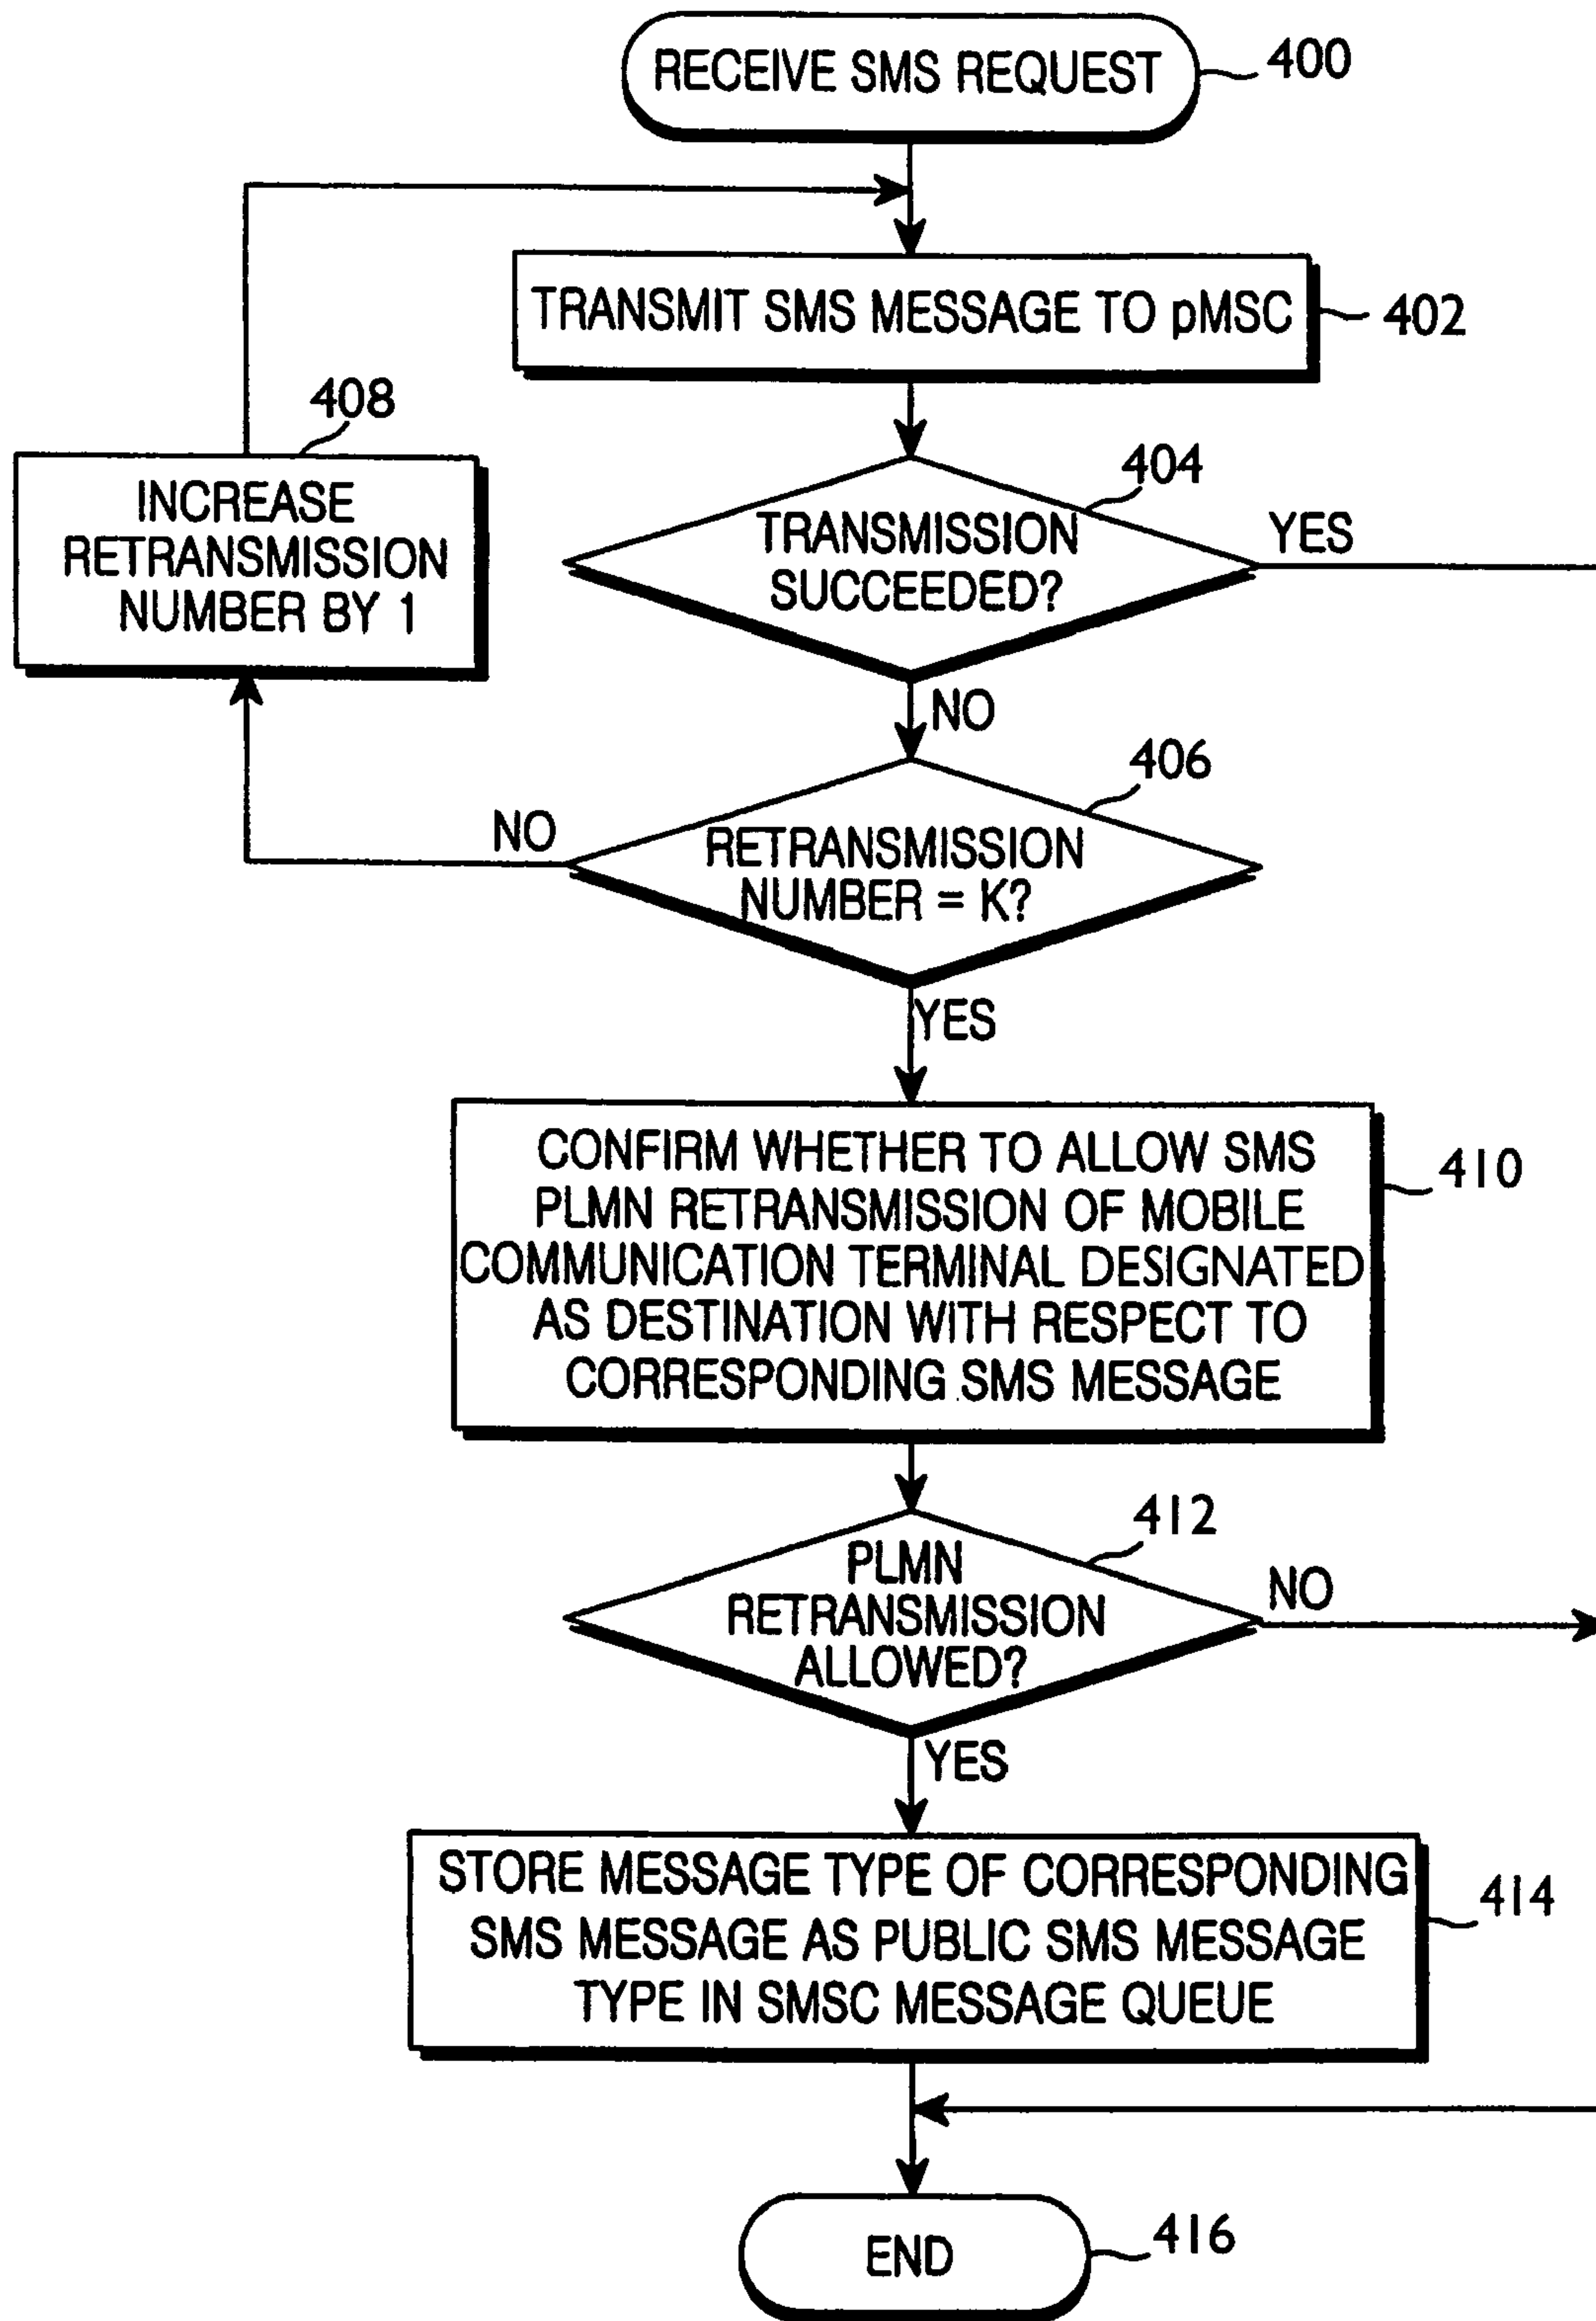 RECEIVE SMS REQUEST
400
TRANSMIT SMS MESSAGE TO pMSC
402
408
INCREASE
RETRANSMISSION
NUMBER BY 1
404
TRANSMISSION
SUCCEEDED?
YES
NO
406
RETRANSMISSION
NUMBER = K?
NO
YES
CONFIRM WHETHER TO ALLOW SMS
PLMN RETRANSMISSION OF MOBILE
COMMUNICATION TERMINAL DESIGNATED
AS DESTINATION WITH RESPECT TO
CORRESPONDING SMS MESSAGE
410
412
PLMN
RETRANSMISSION
ALLOWED?
NO
YES
STORE MESSAGE TYPE OF CORRESPONDING
SMS MESSAGE AS PUBLIC SMS MESSAGE
TYPE IN SMSC MESSAGE QUEUE
414
END
416